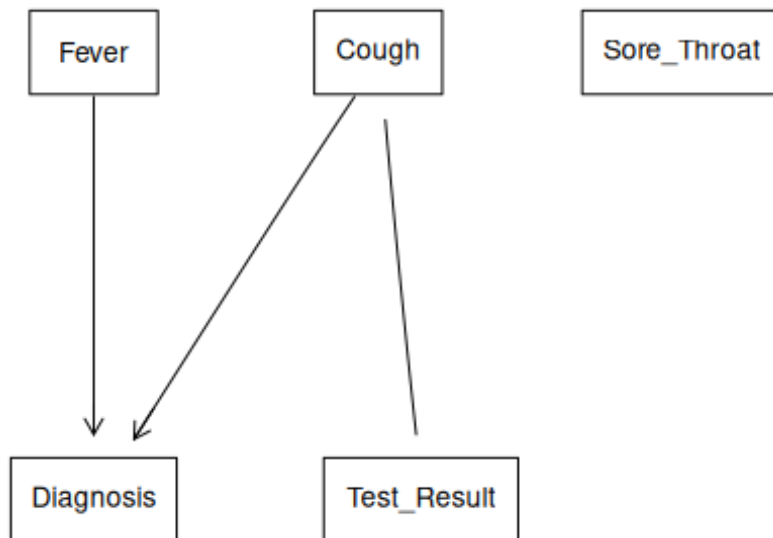 Fever
Cough
Sore_Throat
Diagnosis
Test_Result